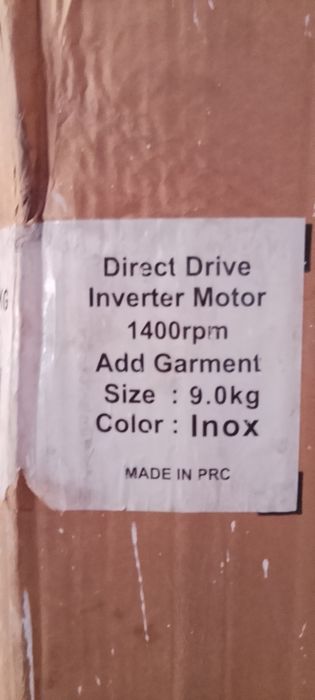 Direct Drive
Inverter Motor
1400rpm
Add Garment
Size : 9.0kg
Color : Inox
MADE IN PRC